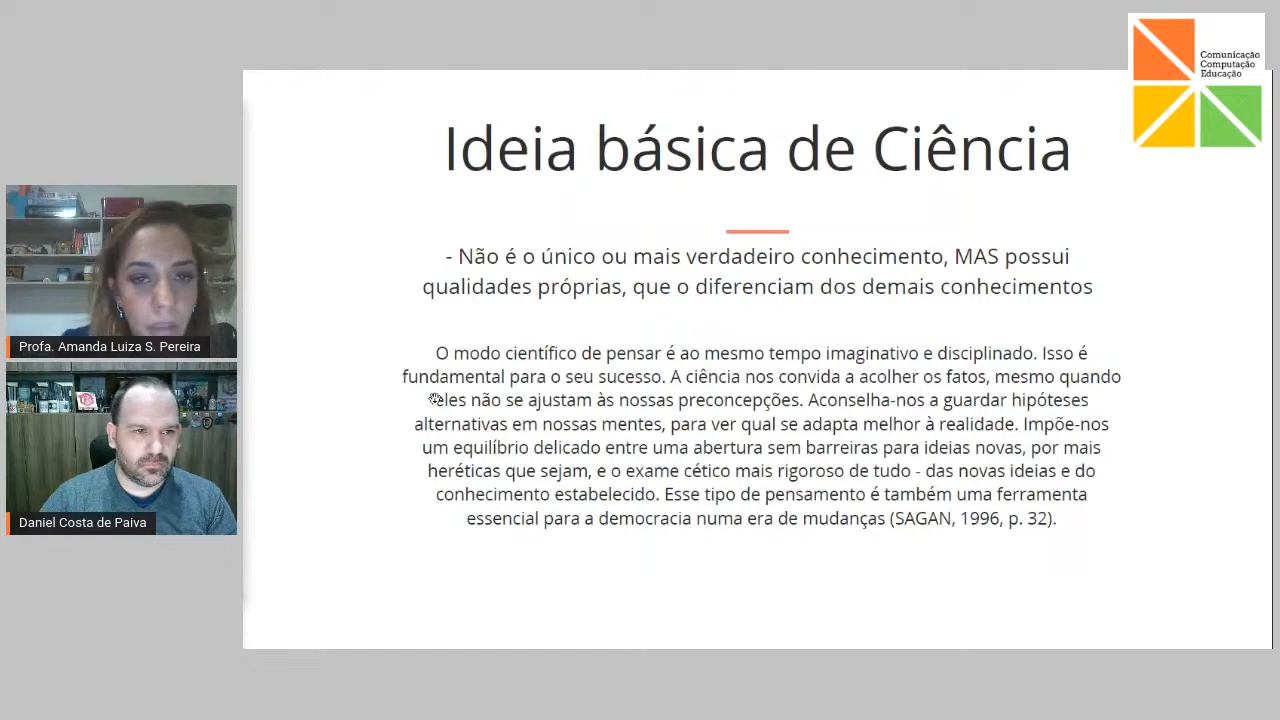 Comunicação
Computação
Educação
Ideia básica de Ciência
- Não é o único ou mais verdadeiro conhecimento, MAS possui
qualidades próprias, que o diferenciam dos demais conhecimentos
O modo científico de pensar é ao mesmo tempo imaginativo e disciplinado. Isso é
fundamental para o seu sucesso. A ciência nos convida a acolher os fatos, mesmo quando
eles não se ajustam às nossas preconcepções. Aconselha-nos a guardar hipóteses
alternativas em nossas mentes, para ver qual se adapta melhor à realidade. Impõe-nos
um equilíbrio delicado entre uma abertura sem barreiras para ideias novas, por mais
heréticas que sejam, e o exame cético mais rigoroso de tudo - das novas ideias e do
conhecimento estabelecido. Esse tipo de pensamento é também uma ferramenta
essencial para a democracia numa era de mudanças (SAGAN, 1996, p. 32).
Profa. Amanda Luiza S. Pereira
Daniel Costa de Paiva